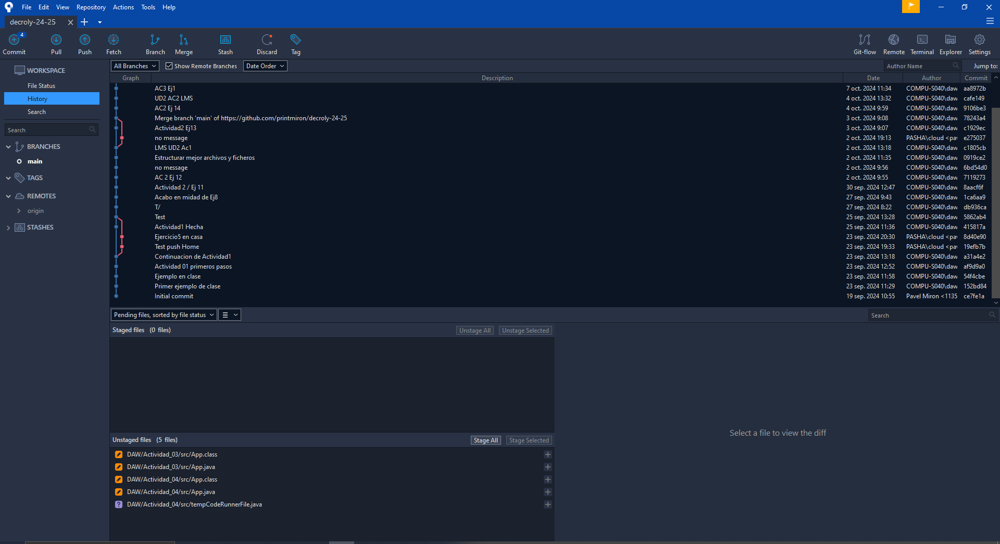 File Edit View Repository Actions Tools Help
decroly-24-25
4
Commit Pull Push Fetch Branch Merge Stash Discard Tag Git-flow Remote Terminal Explorer Settings
WORKSPACE
File Status
History
Search
Search
BRANCHES
main
TAGS
REMOTES
origin
STASHES
All Branches Show Remote Branches Date Order Author Name Jump to:
Graph Description Date Author Commit
AC3 Ej1 7 oct. 2024 11:34 COMPU-S040\daw aa8972b
UD2 AC2 LMS 4 oct. 2024 13:32 COMPU-S040\daw cafe149
AC2 Ej 14 4 oct. 2024 9:59 COMPU-S040\daw 9106be3
Merge branch 'main' of https://github.com/printmiron/decroly-24-25 3 oct. 2024 9:08 COMPU-S040\daw 78243a4
Actividad2 Ej13 3 oct. 2024 9:07 COMPU-S040\daw c1929ec
no message 2 oct. 2024 19:13 PASHA\cloud <pav e275037
LMS UD2 Ac1 2 oct. 2024 13:18 COMPU-S040\daw c1805cb
Estructurar mejor archivos y ficheros 2 oct. 2024 11:35 COMPU-S040\daw 0919ce2
no message 2 oct. 2024 9:56 COMPU-S040\daw 6bd54d0
AC 2 Ej 12 2 oct. 2024 9:55 COMPU-S040\daw 7119273
Actividad 2 / Ej 11 30 sep. 2024 12:47 COMPU-S040\daw 8aacf6f
Acabo en midad de Ej8 27 sep. 2024 9:43 COMPU-S040\daw 1ca6aa9
T/ 27 sep. 2024 8:22 COMPU-S040\daw db936ca
Test 25 sep. 2024 13:28 COMPU-S040\daw 5862ab4
Actividad1 Hecha 25 sep. 2024 11:36 COMPU-S040\daw 415817a
Ejercicio5 en casa 23 sep. 2024 20:30 PASHA\cloud <pav 8d40e90
Test push Home 23 sep. 2024 19:33 PASHA\cloud <pav 19efb7b
Continuacion de Actividad1 23 sep. 2024 13:18 COMPU-S040\daw a31a4e2
Actividad 01 primeros pasos 23 sep. 2024 12:52 COMPU-S040\daw af9d9a0
Ejemplo en clase 23 sep. 2024 11:58 COMPU-S040\daw 54f4cbe
Primer ejemplo de clase 23 sep. 2024 11:29 COMPU-S040\daw 152bd84
Initial commit 19 sep. 2024 10:55 Pavel Miron <1135 ce7fe1a
Pending files, sorted by file status Search
Staged files (0 files) Unstage All Unstage Selected
Select a file to view the diff
Unstaged files (5 files) Stage All Stage Selected
DAW/Actividad_03/src/App.class
DAW/Actividad_03/src/App.java
DAW/Actividad_04/src/App.class
DAW/Actividad_04/src/App.java
? DAW/Actividad_04/src/tempCodeRunnerFile.java